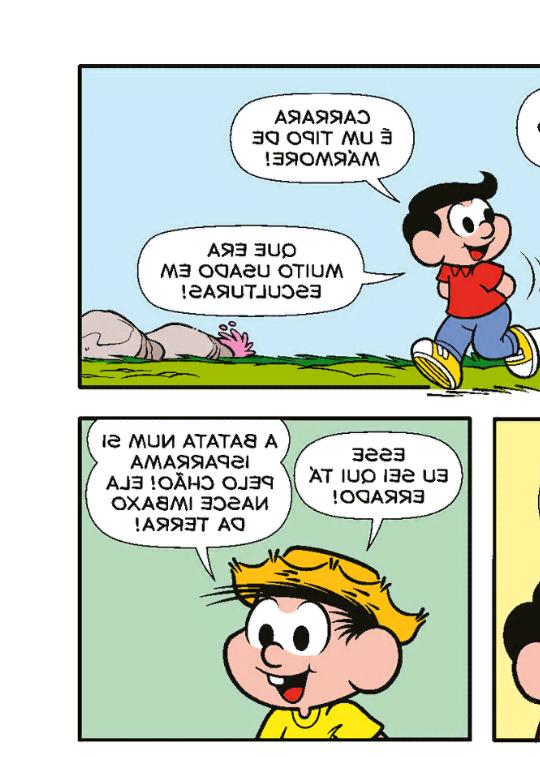 CARRARA
É UM TIPO DE
MÁRMORE!
QUE ERA
MUITO USADO EM
ESCULTURAS!
ESSE
EU SEI QUI TÁ
ERRADO!
A BATATA NUM SI
ISPARRAMA
PELO CHÃO! ELA
NASCE IMBAXO
DA TERRA!